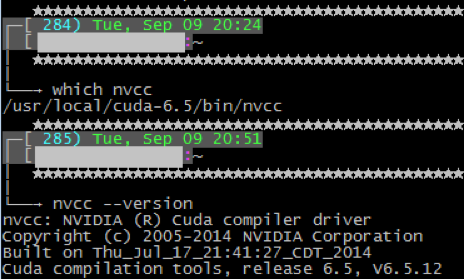 ★★★★★★★★★★★★★★★★★★★★★★★★★★★★★★★★★★★★★★★
┌─[ 284) Tue, Sep 09 20:24
│ [ :~
│ ★★★★★★★★★★★★★★★★★★★★★★★★★★★★★★★★★★★★★★★
│
└──→ which nvcc
/usr/local/cuda-6.5/bin/nvcc
★★★★★★★★★★★★★★★★★★★★★★★★★★★★★★★★★★★★★★★
┌─[ 285) Tue, Sep 09 20:51
│ [ :~
│ ★★★★★★★★★★★★★★★★★★★★★★★★★★★★★★★★★★★★★★★
│
└──→ nvcc --version
nvcc: NVIDIA (R) Cuda compiler driver
Copyright (c) 2005-2014 NVIDIA Corporation
Built on Thu_Jul_17_21:41:27_CDT_2014
Cuda compilation tools, release 6.5, V6.5.12